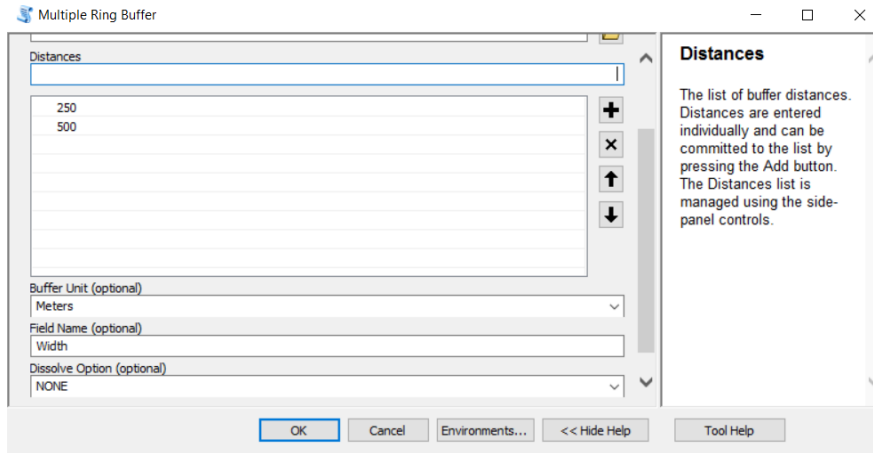 Multiple Ring Buffer
Distances
250
500
Buffer Unit (optional)
Meters
Field Name (optional)
Width
Dissolve Option (optional)
NONE
Distances
The list of buffer distances.
Distances are entered
individually and can be
committed to the list by
pressing the Add button.
The Distances list is
managed using the side-
panel controls.
OK
Cancel
Environments...
<< Hide Help
Tool Help